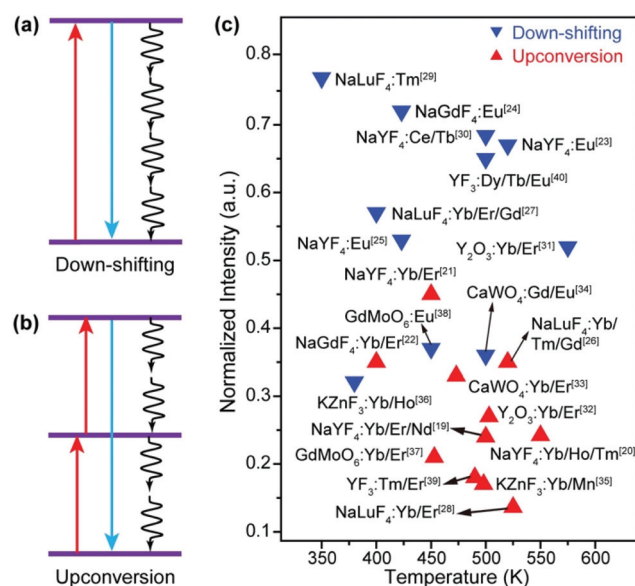 (a)
Down-shifting
(b)
Upconversion
(c)
Down-shifting
Upconversion
NaLuF₄:Tm[29]
NaGdF₄:Eu[24]
NaYF₄:Ce/Tb[30]
NaYF₄:Eu[23]
YF₃:Dy/Tb/Eu[40]
NaLuF₄:Yb/Er/Gd[27]
NaYF₄:Eu[25]
Y₂O₃:Yb/Er[31]
NaYF₄:Yb/Er[21]
CaWO₄:Gd/Eu[34]
GdMoO₆:Eu[38]
NaLuF₄:Yb/
Tm/Gd[26]
NaGdF₄:Yb/Er[22]
CaWO₄:Yb/Er[33]
KZnF₃:Yb/Ho[36]
Y₂O₃:Yb/Er[32]
NaYF₄:Yb/Er/Nd[19]
NaYF₄:Yb/Ho/Tm[20]
GdMoO₆:Yb/Er[37]
YF₃:Tm/Er[39]
KZnF₃:Yb/Mn[35]
NaLuF₄:Yb/Er[28]
Normalized Intensity (a.u.)
0.8
0.7
0.6
0.5
0.4
0.3
0.2
0.1
350 400 450 500 550 600
Temperature (K)